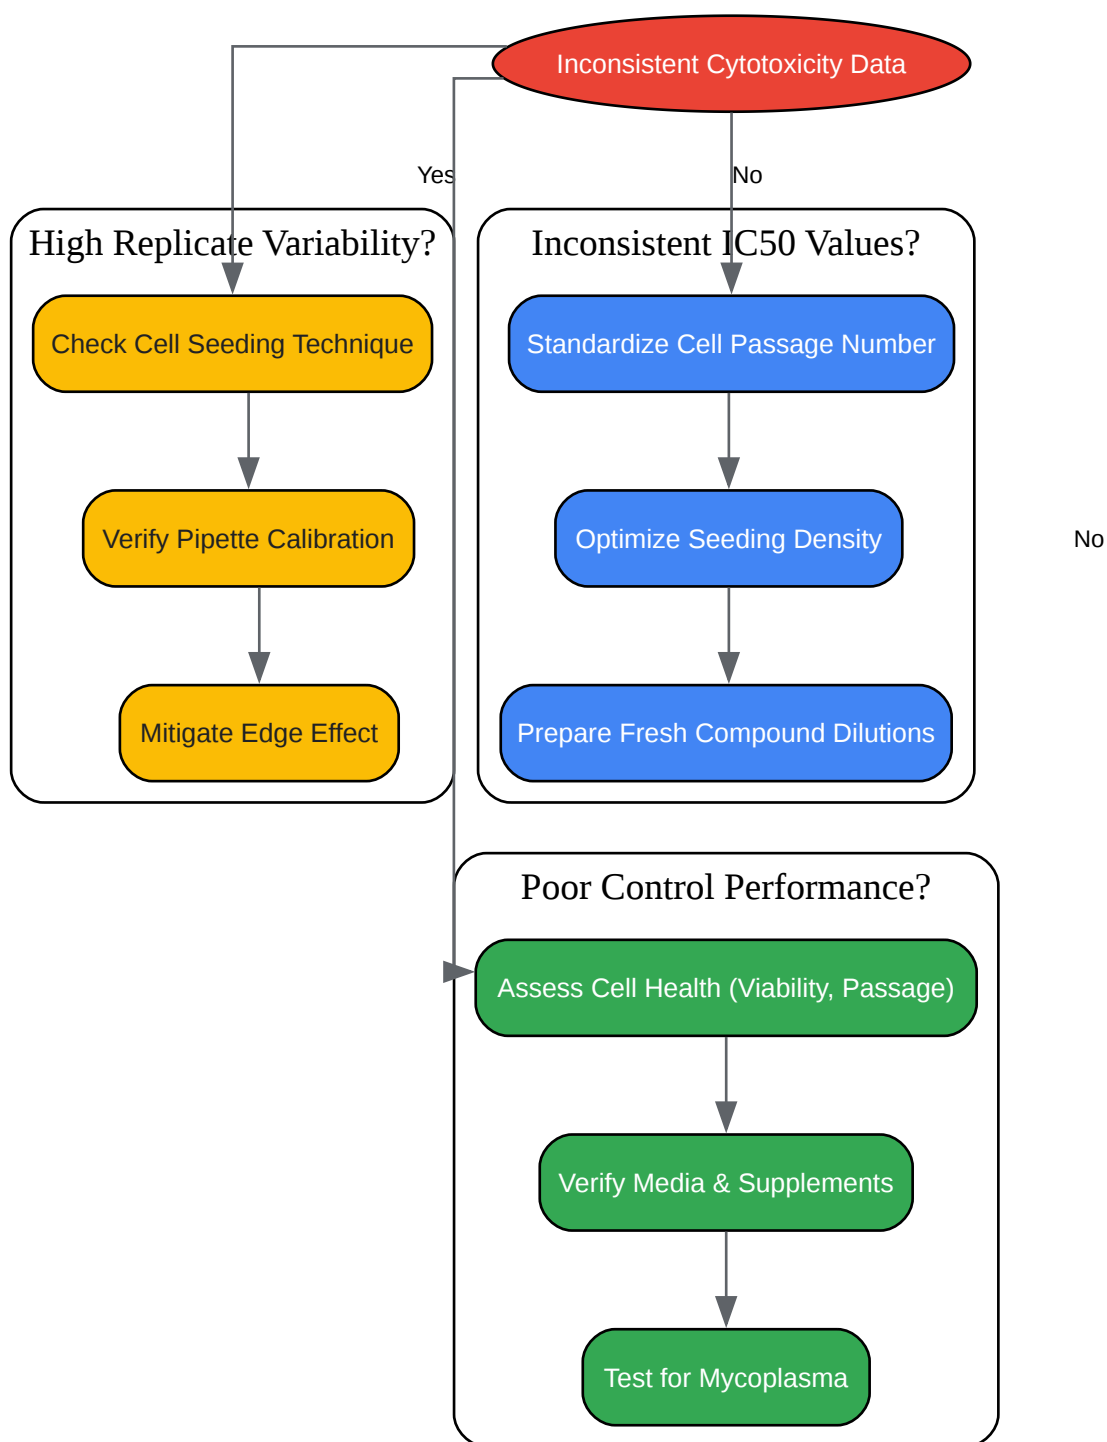 Inconsistent Cytotoxicity Data
Yes
No
High Replicate Variability?
Inconsistent IC50 Values?
Check Cell Seeding Technique
Standardize Cell Passage Number
Verify Pipette Calibration
Optimize Seeding Density
No
Mitigate Edge Effect
Prepare Fresh Compound Dilutions
Poor Control Performance?
Assess Cell Health (Viability, Passage)
Verify Media & Supplements
Test for Mycoplasma